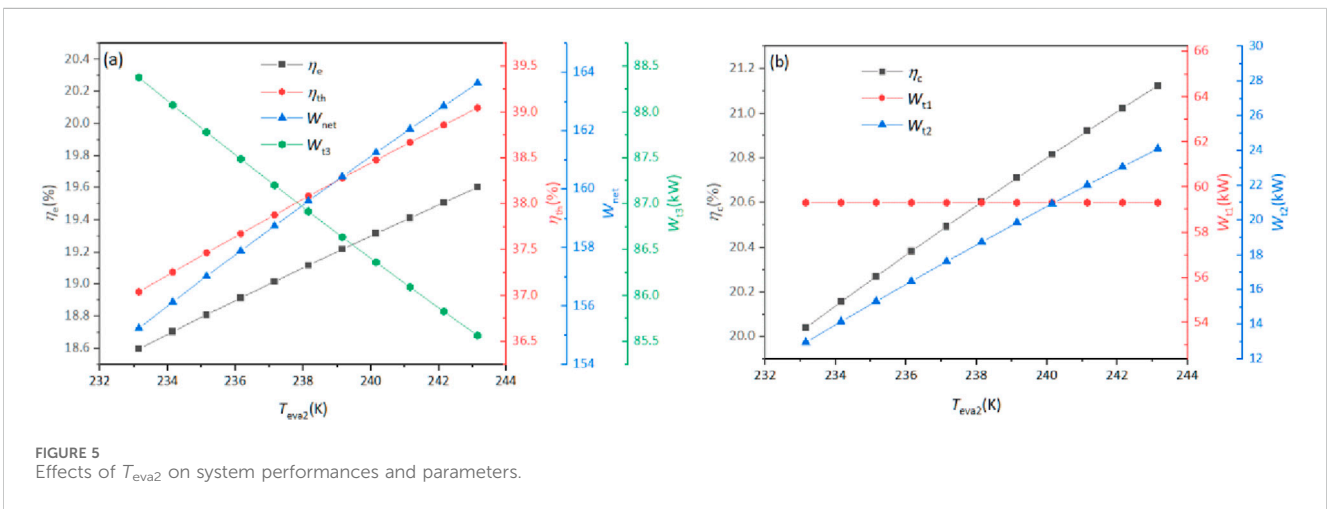 (a)
ηe
ηth
Wnet
Wt3
20.4
20.2
20.0
19.8
19.6
19.4
19.2
19.0
18.8
18.6
ηe(%)
232 234 236 238 240 242 244
Teva2(K)
39.5
39.0
38.5
38.0
37.5
37.0
36.5
ηth(%)
164
162
160
158
156
154
Wnet
88.5
88.0
87.5
87.0
86.5
86.0
85.5
Wt3(kW)
(b)
ηc
Wt1
Wt2
21.2
21.0
20.8
20.6
20.4
20.2
20.0
ηc(%)
232 234 236 238 240 242 244
Teva2(K)
66
63
60
57
54
Wt1(kW)
30
28
26
24
22
20
18
16
14
12
Wt2(kW)
FIGURE 5
Effects of Teva2 on system performances and parameters.